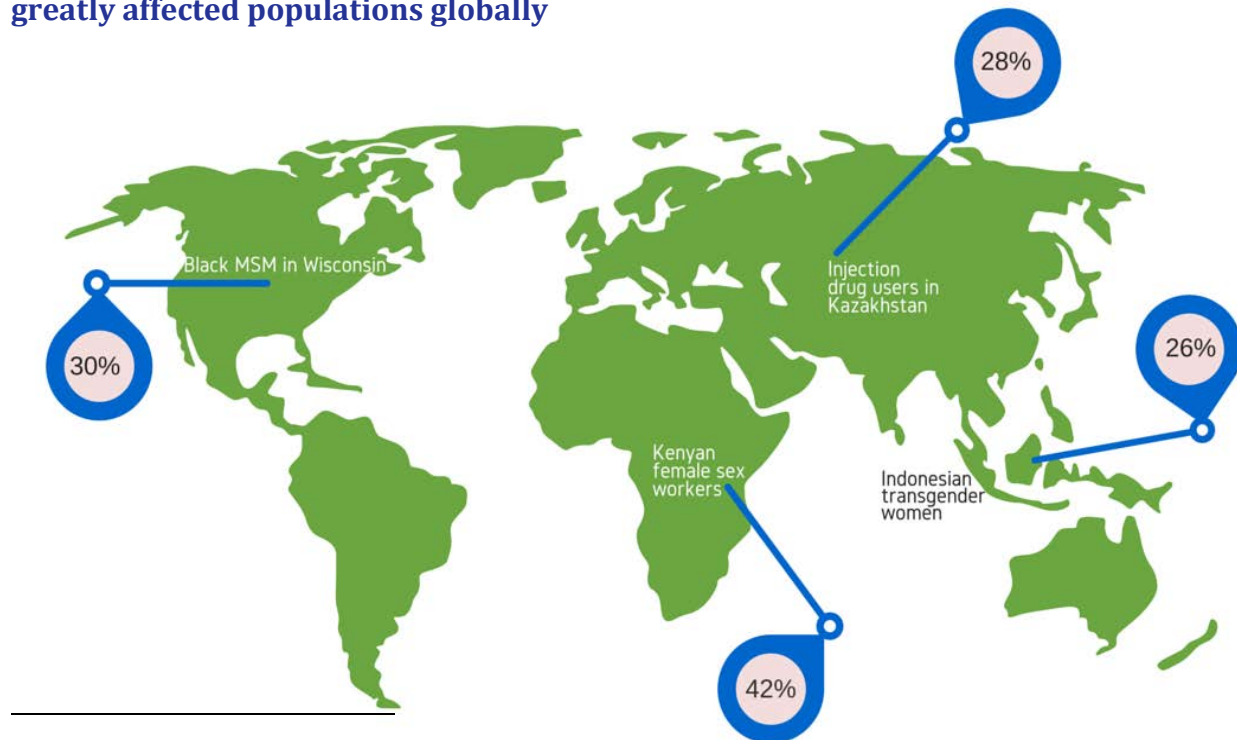 greatly affected populations globally
28%
Black MSM in Wisconsin
Injection
drug users in
Kazakhstan
30%
26%
Kenyan
female sex
workers
Indonesian
transgender
women
42%